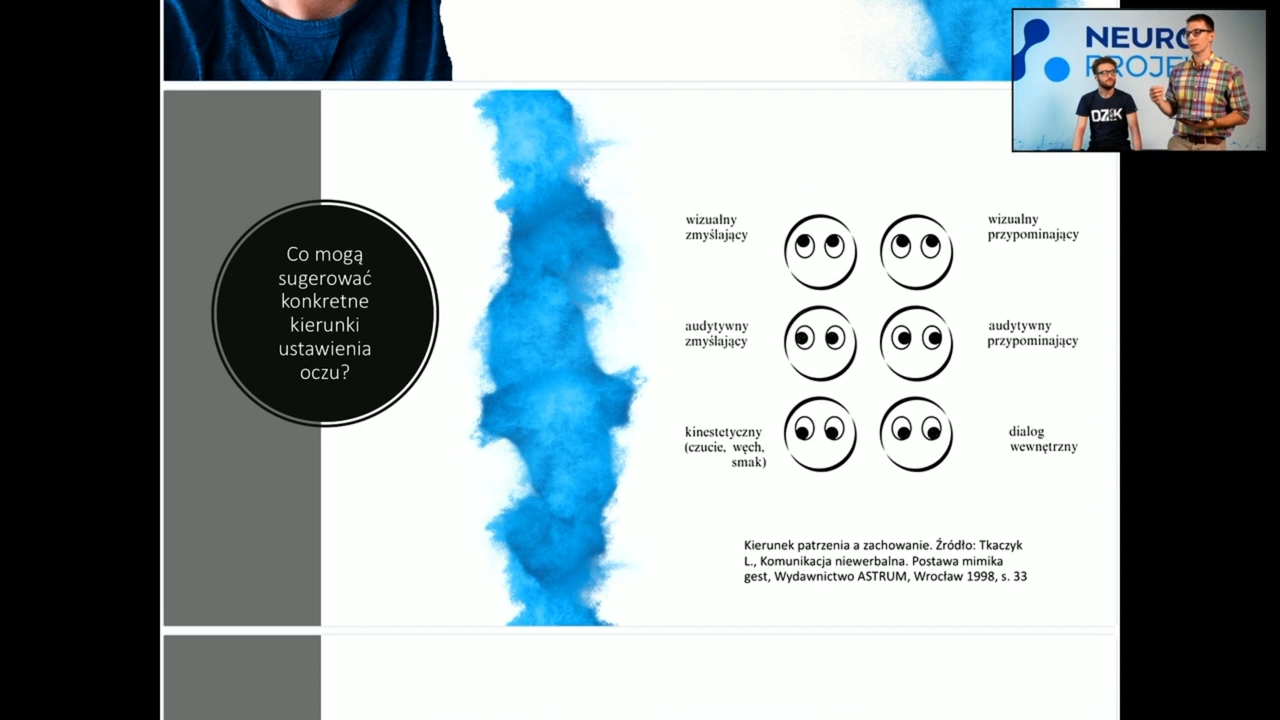 NEURO
PROJEK
DZIK
Co mogą
sugerować
konkretne
kierunki
ustawienia
oczu?
wizualny
zmyślający
wizualny
przypominający
audytywny
zmyślający
audytywny
przypominający
kinestetyczny
(czucie, węch,
smak)
dialog
wewnętrzny
Kierunek patrzenia a zachowanie. Źródło: Tkaczyk
L., Komunikacja niewerbalna. Postawa mimika
gest, Wydawnictwo ASTRUM, Wrocław 1998, s. 33